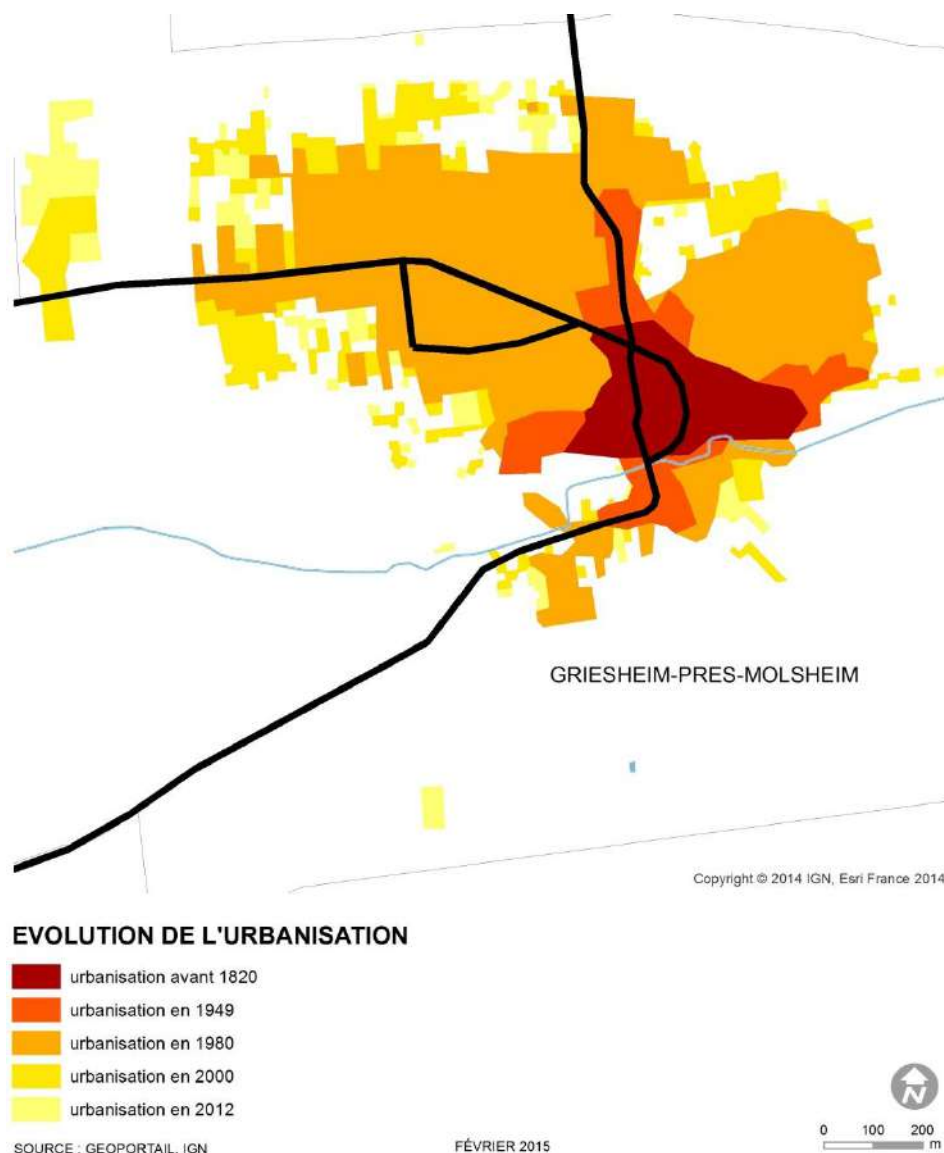 GRIESHEIM-PRES-MOLSHEIM
Copyright © 2014 IGN, Esri France 2014
EVOLUTION DE L'URBANISATION
urbanisation avant 1820
urbanisation en 1949
urbanisation en 1980
urbanisation en 2000
urbanisation en 2012
N
0 100 200
m
SOURCE : GEOPORTAIL, IGN
FÉVRIER 2015